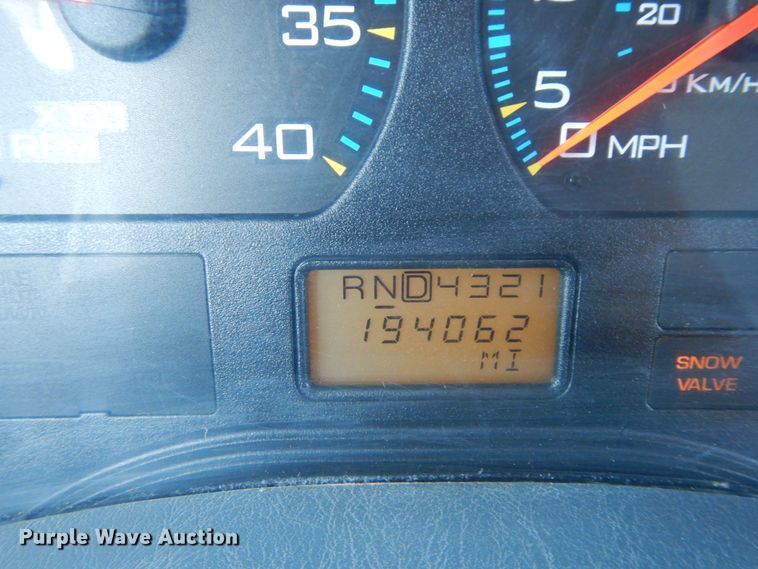 35
40
X100
RPM
20
5
KM/H
0 MPH
RND4321
194062
MI
SNOW
VALVE
Purple Wave Auction